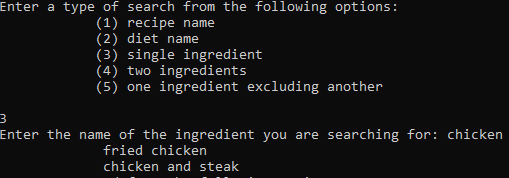 Enter a type of search from the following options:
(1) recipe name
(2) diet name
(3) single ingredient
(4) two ingredients
(5) one ingredient excluding another
3
Enter the name of the ingredient you are searching for: chicken
fried chicken
chicken and steak